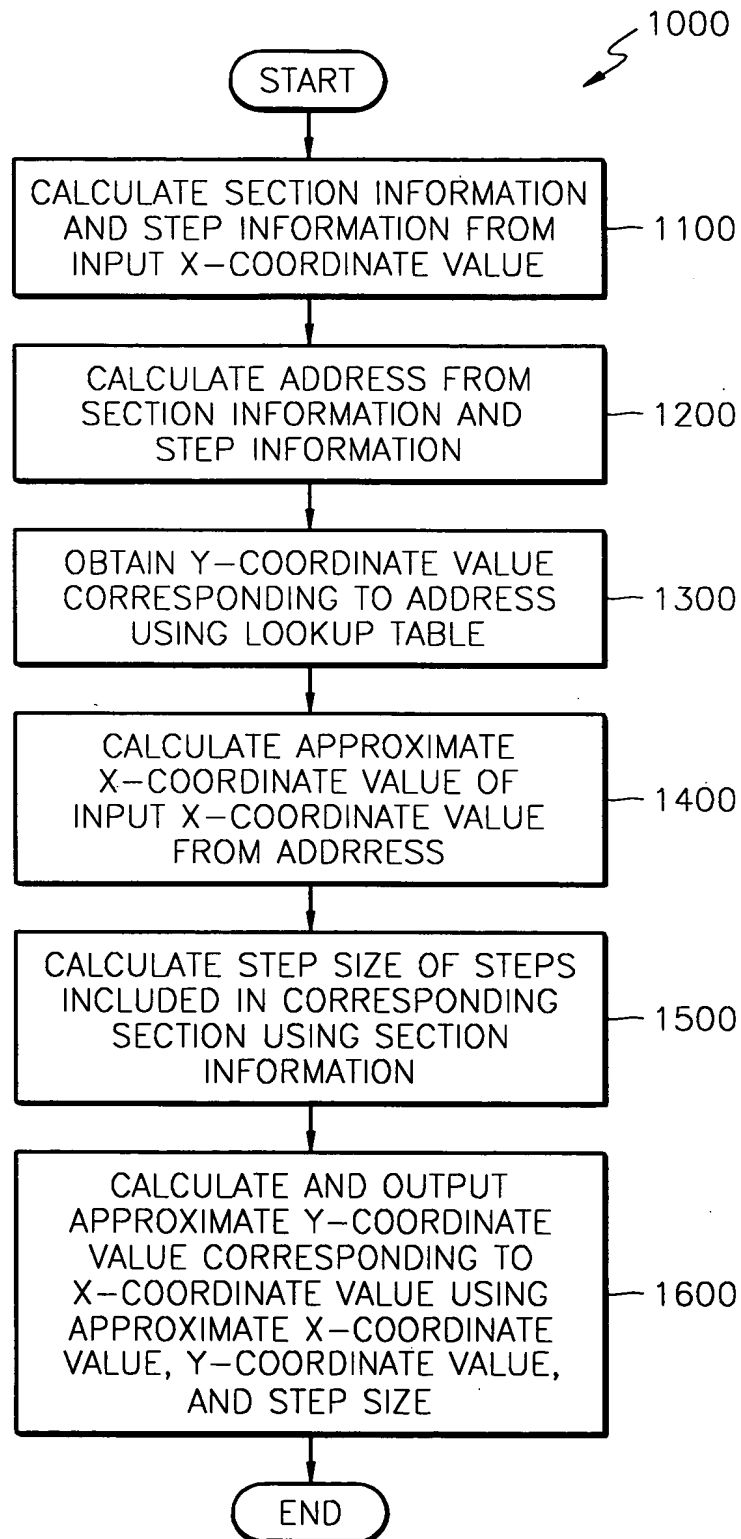 1000
START
CALCULATE SECTION INFORMATION
AND STEP INFORMATION FROM
INPUT X-COORDINATE VALUE
1100
CALCULATE ADDRESS FROM
SECTION INFORMATION AND
STEP INFORMATION
1200
OBTAIN Y-COORDINATE VALUE
CORRESPONDING TO ADDRESS
USING LOOKUP TABLE
1300
CALCULATE APPROXIMATE
X-COORDINATE VALUE OF
INPUT X-COORDINATE VALUE
FROM ADDRRESS
1400
CALCULATE STEP SIZE OF STEPS
INCLUDED IN CORRESPONDING
SECTION USING SECTION
INFORMATION
1500
CALCULATE AND OUTPUT
APPROXIMATE Y-COORDINATE
VALUE CORRESPONDING TO
X-COORDINATE VALUE USING
APPROXIMATE X-COORDINATE
VALUE, Y-COORDINATE VALUE,
AND STEP SIZE
1600
END